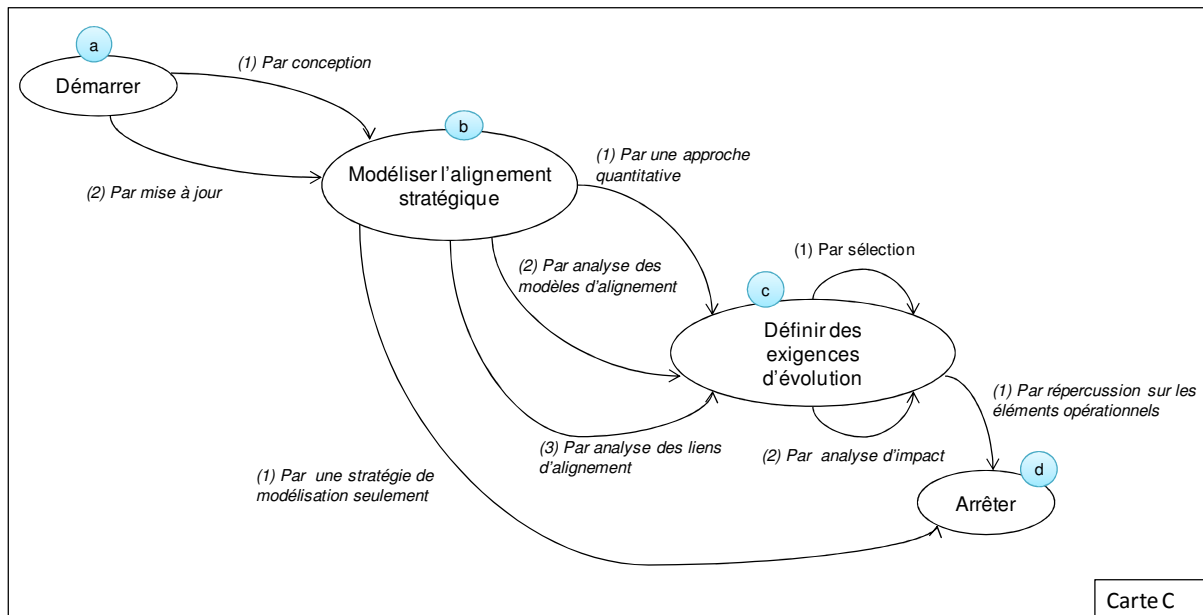 a
Démarrer
(1) Par conception
(2) Par mise à jour
b
Modéliser l'alignement
stratégique
(1) Par une approche
quantitative
(2) Par analyse des
modèles d'alignement
(1) Par sélection
c
Définir des
exigences
d'évolution
(1) Par répercussion sur les
éléments opérationnels
(3) Par analyse des liens
d'alignement
(2) Par analyse d'impact
(1) Par une stratégie de
modélisation seulement
d
Arrêter
Carte C